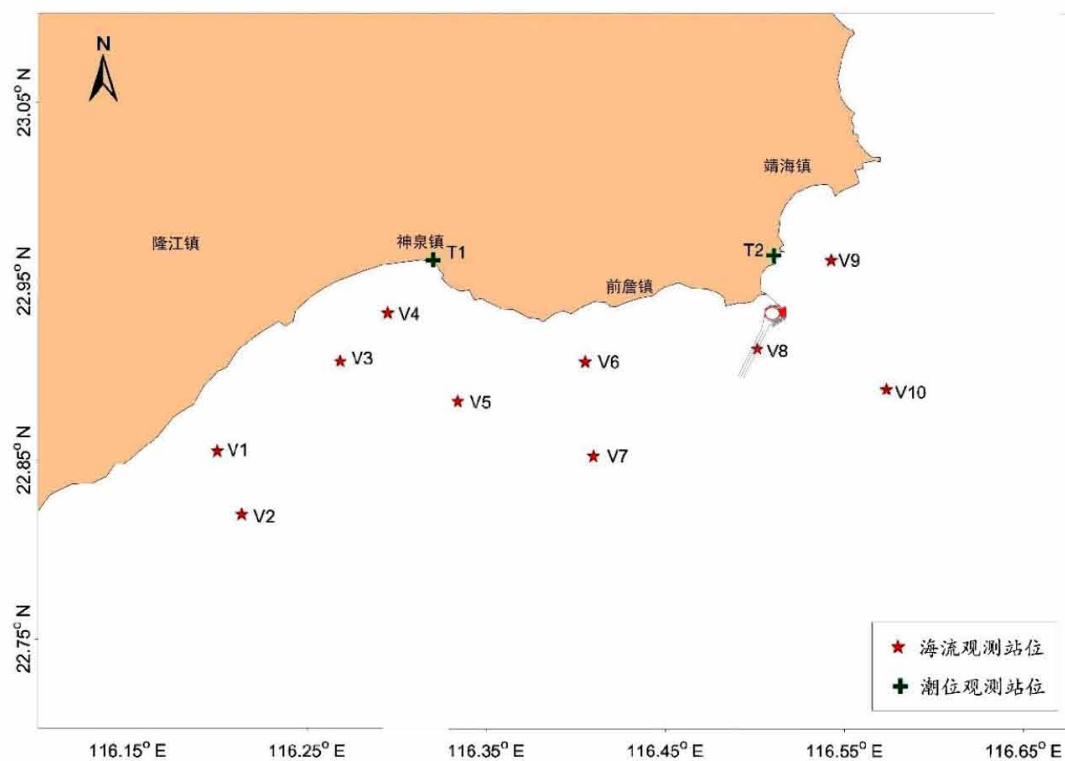 N
23.05° N
靖海镇
隆江镇
神泉镇
T1
T2
V9
22.95° N
前詹镇
V4
V3
V6
V8
V5
V10
22.85° N
V1
V7
V2
22.75° N
海流观测站位
潮位观测站位
116.15° E
116.25° E
116.35° E
116.45° E
116.55° E
116.65° E